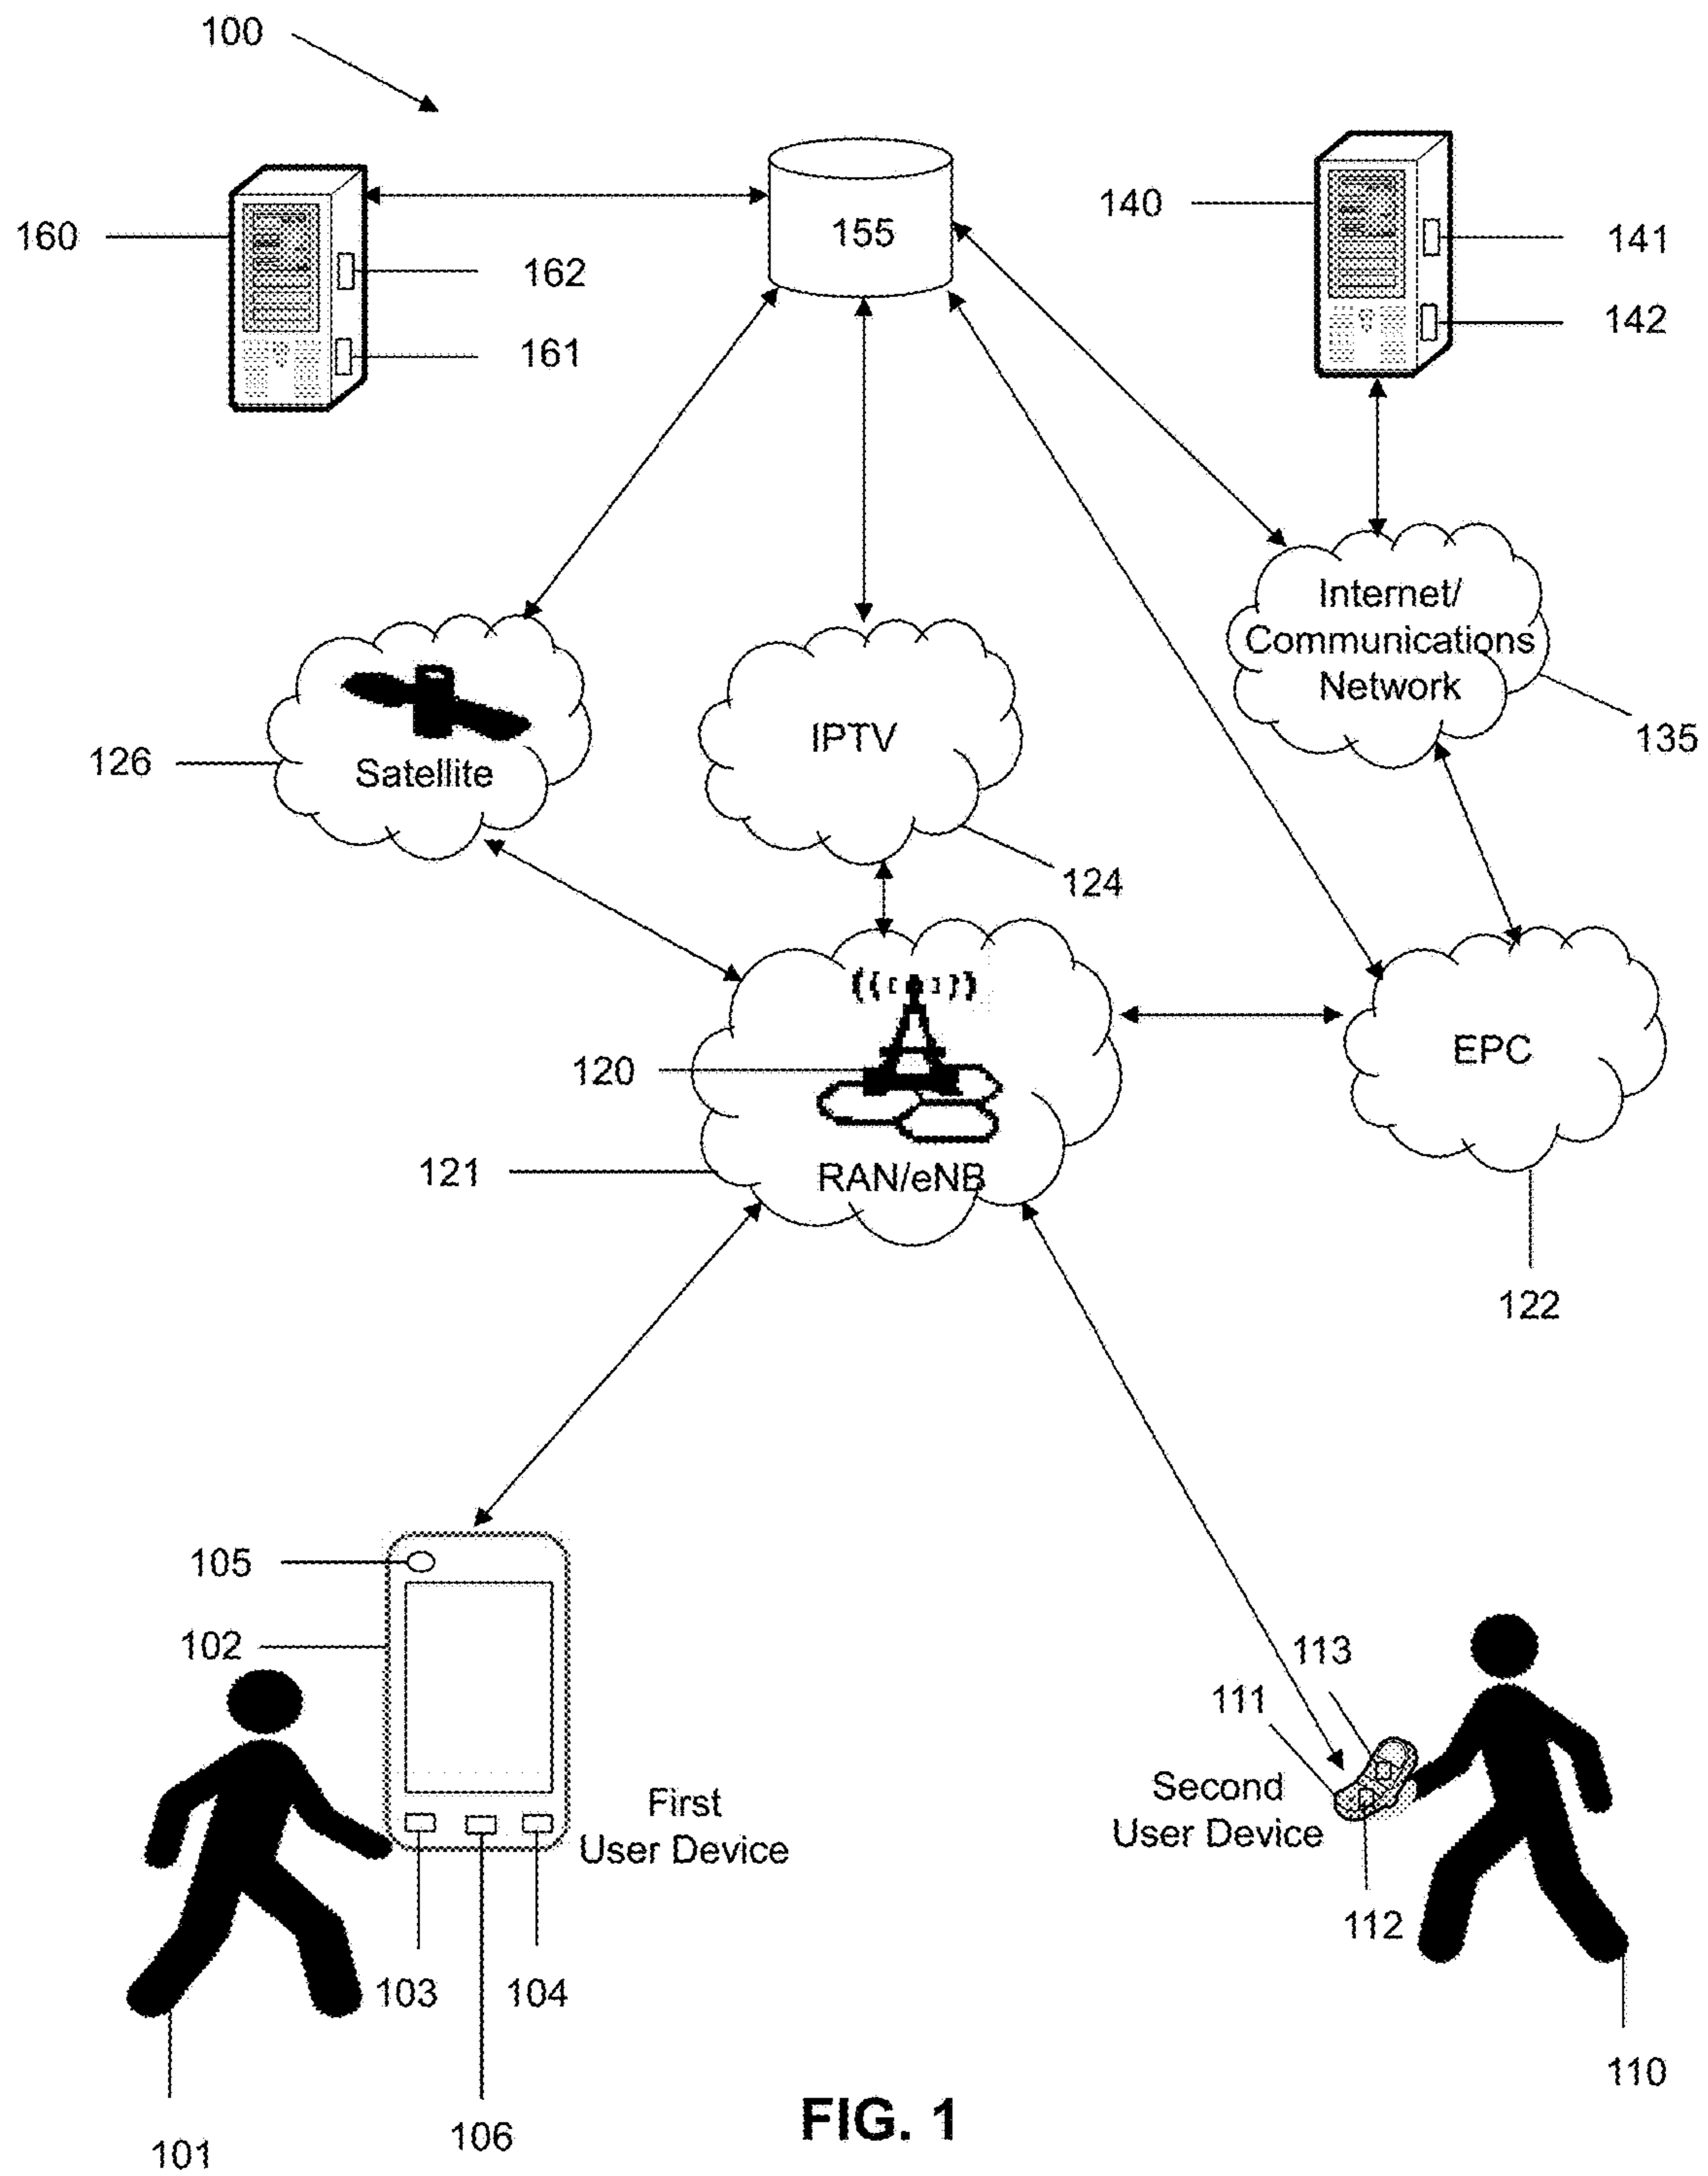 100
160
162
161
155
140
141
142
126
Satellite
IPTV
124
Internet/
Communications
Network
135
120
121
RAN/eNB
EPC
122
105
102
First
User Device
103
104
106
101
113
111
Second
User Device
112
110
FIG. 1